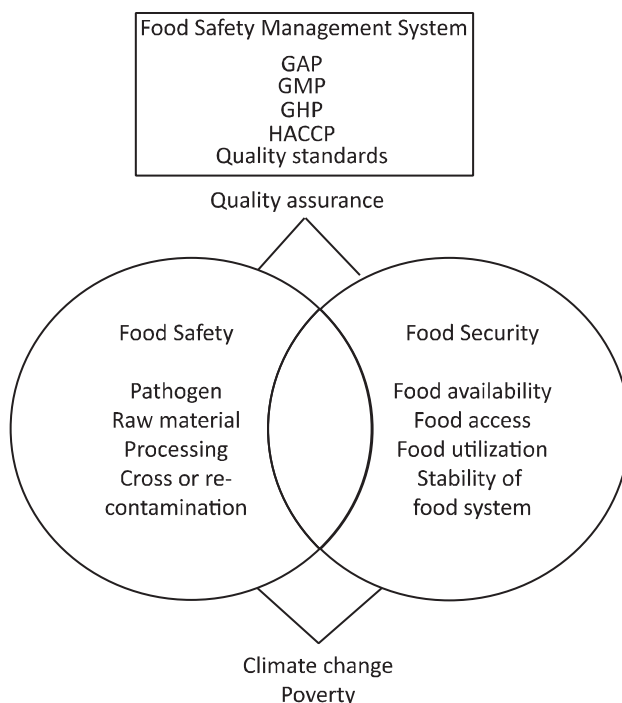 Food Safety Management System
GAP
GMP
GHP
HACCP
Quality standards
Quality assurance
Food Safety
Pathogen
Raw material
Processing
Cross or re-
contamination
Food Security
Food availability
Food access
Food utilization
Stability of
food system
Climate change
Poverty